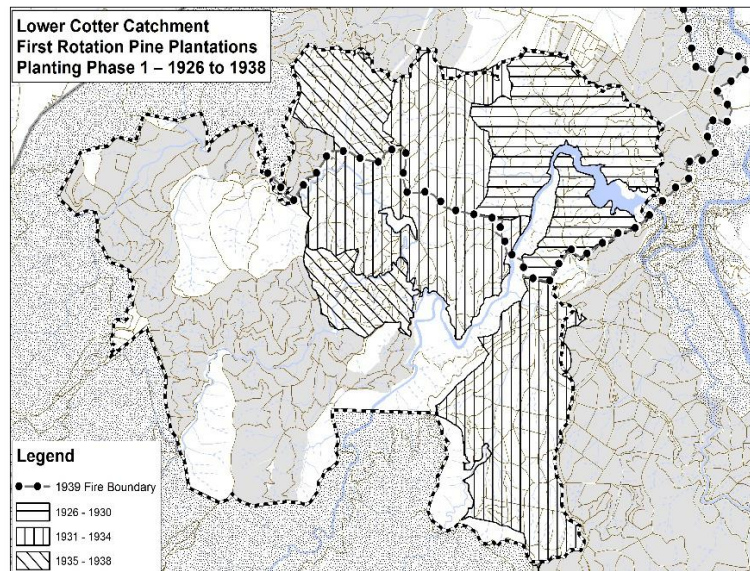 Lower Cotter Catchment
First Rotation Pine Plantations
Planting Phase 1 – 1926 to 1938
Legend
1939 Fire Boundary
1926 - 1930
1931 - 1934
1935 - 1938